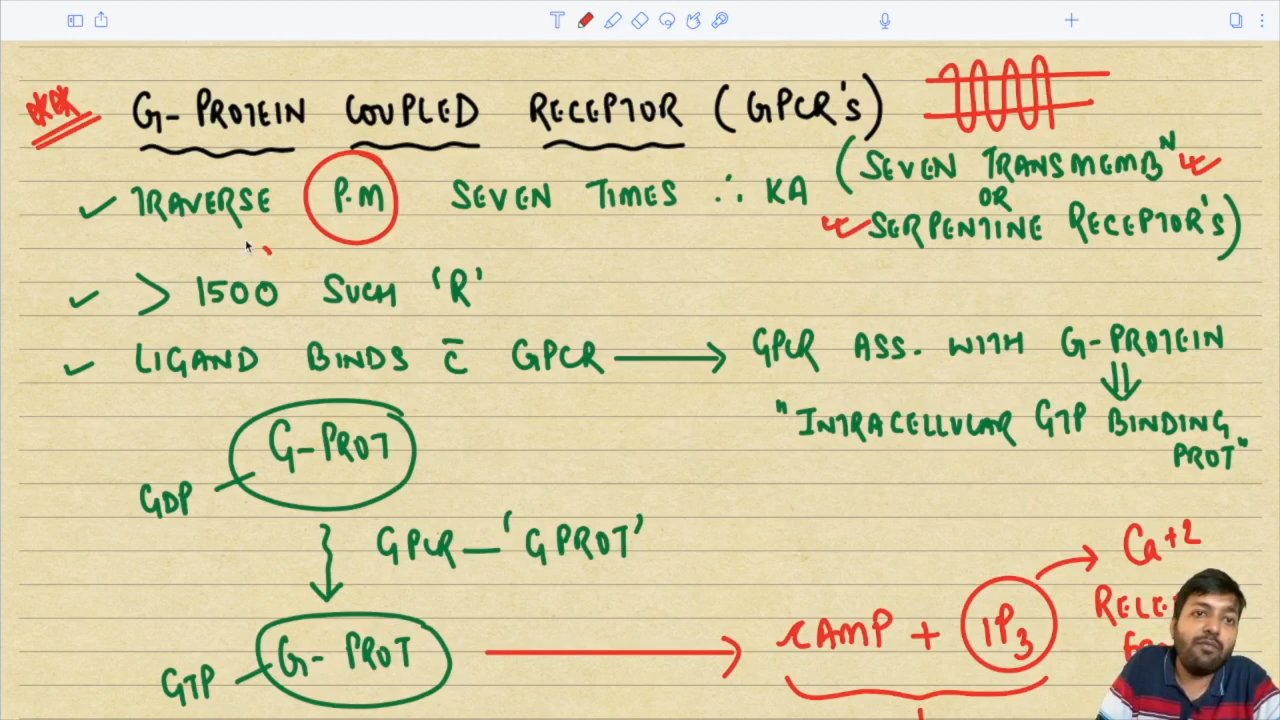 G-PROTEIN COUPLED RECEPTOR (GPCR's)
TRAVERSE P.M SEVEN TIMES ∴ KA (SEVEN TRANSMEMBᴺ
OR
SERPENTINE RECEPTOR'S)
> 1500 SUCH 'R'
LIGAND BINDS c̄ GPCR → GPCR ASS. WITH G-PROTEIN
⇓
"INTRACELLULAR GTP BINDING
PROT"
G-PROT
GDP
GPCR—'GPROT'
Ca+2
G-PROT → cAMP + IP3
GTP